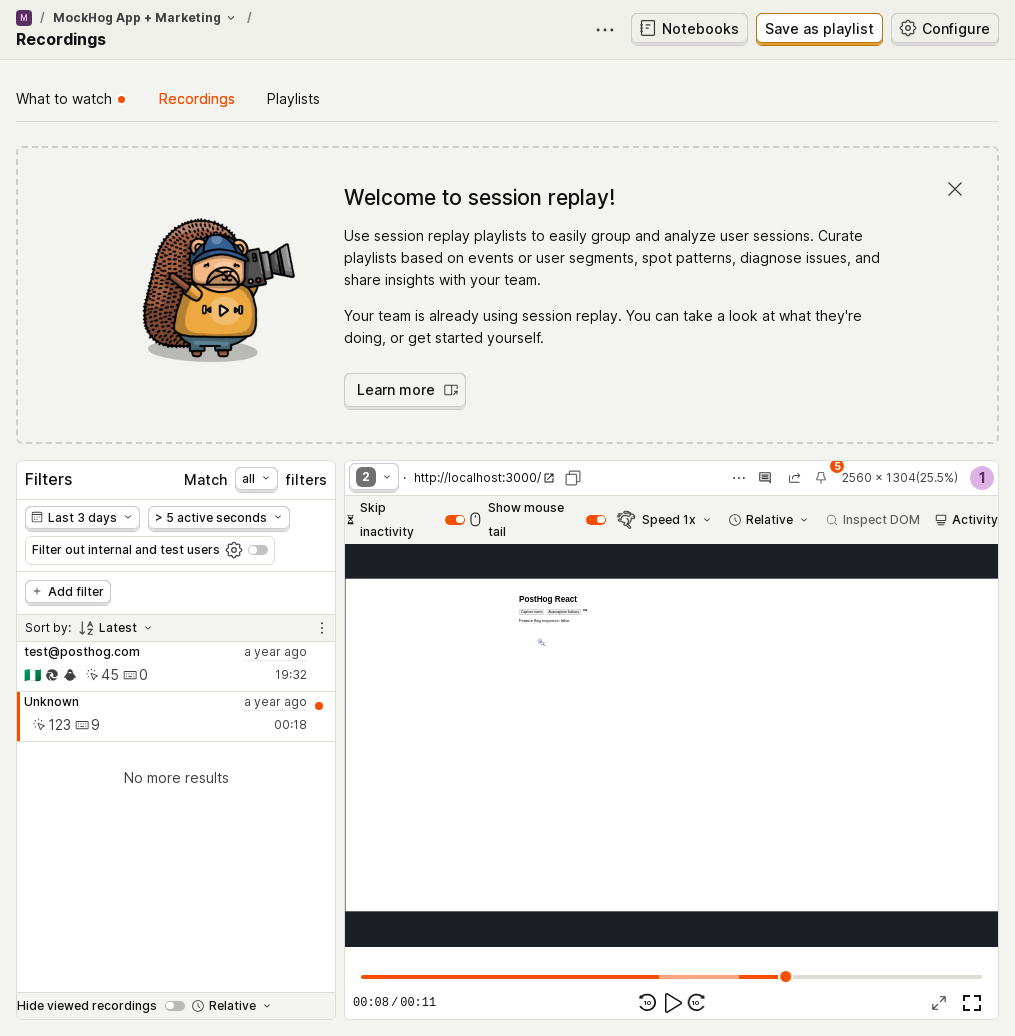 M / MockHog App + Marketing /
Recordings
Notebooks
Save as playlist
Configure
What to watch
Recordings
Playlists
Welcome to session replay!
Use session replay playlists to easily group and analyze user sessions. Curate
playlists based on events or user segments, spot patterns, diagnose issues, and
share insights with your team.
Your team is already using session replay. You can take a look at what they're
doing, or get started yourself.
Learn more
Filters
Match all filters
Last 3 days
> 5 active seconds
Filter out internal and test users
+ Add filter
Sort by: Latest
test@posthog.com a year ago
45 0 19:32
Unknown a year ago
123 9 00:18
No more results
Hide viewed recordings Relative
2 · http://localhost:3000/
5
2560 × 1304(25.5%)
1
Skip
inactivity
Show mouse
tail
Speed 1x
Relative
Inspect DOM
Activity
PostHog React
Capture event Autocapture buttons
Feature flag response: false
00:08 / 00:11
10
10